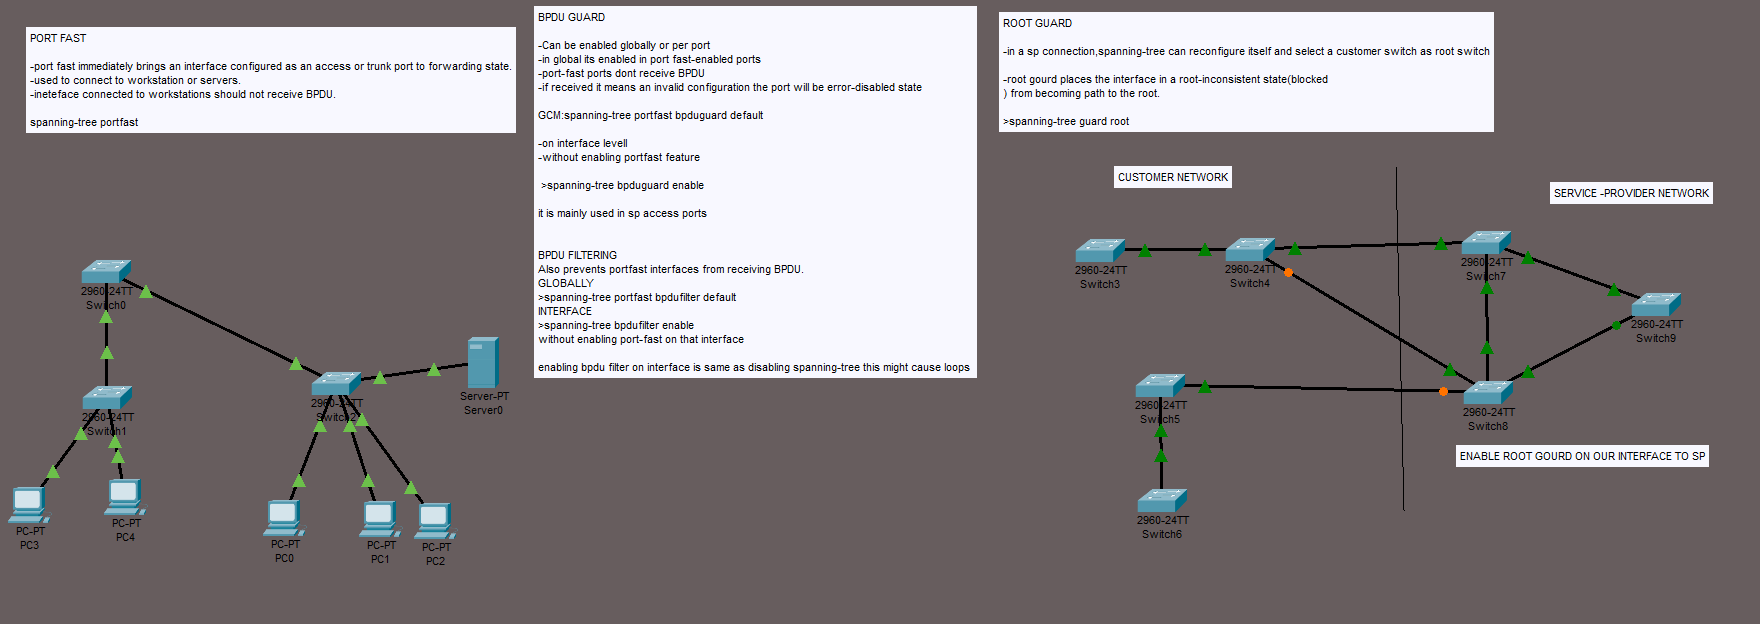 PORT FAST
-port fast immediately brings an interface configured as an access or trunk port to forwarding state.
-used to connect to workstation or servers.
-ineteface connected to workstations should not receive BPDU.
spanning-tree portfast
BPDU GUARD
-Can be enabled globally or per port
-in global its enabled in port fast-enabled ports
-port-fast ports dont receive BPDU
-if received it means an invalid configuration the port will be error-disabled state
GCM:spanning-tree portfast bpduguard default
-on interface levell
-without enabling portfast feature
>spanning-tree bpduguard enable
it is mainly used in sp access ports
BPDU FILTERING
Also prevents portfast interfaces from receiving BPDU.
GLOBALLY
>spanning-tree portfast bpdufilter default
INTERFACE
>spanning-tree bpdufilter enable
without enabling port-fast on that interface
enabling bpdu filter on interface is same as disabling spanning-tree this might cause loops
ROOT GUARD
-in a sp connection,spanning-tree can reconfigure itself and select a customer switch as root switch
-root gourd places the interface in a root-inconsistent state(blocked
) from becoming path to the root.
>spanning-tree guard root
CUSTOMER NETWORK
SERVICE -PROVIDER NETWORK
2960-24TT
Switch0
2960-24TT
Switch1
2960-24TT
Switch2
Server-PT
Server0
PC-PT
PC3
PC-PT
PC4
PC-PT
PC0
PC-PT
PC1
PC-PT
PC2
2960-24TT
Switch3
2960-24TT
Switch4
2960-24TT
Switch7
2960-24TT
Switch9
2960-24TT
Switch5
2960-24TT
Switch8
2960-24TT
Switch6
ENABLE ROOT GOURD ON OUR INTERFACE TO SP